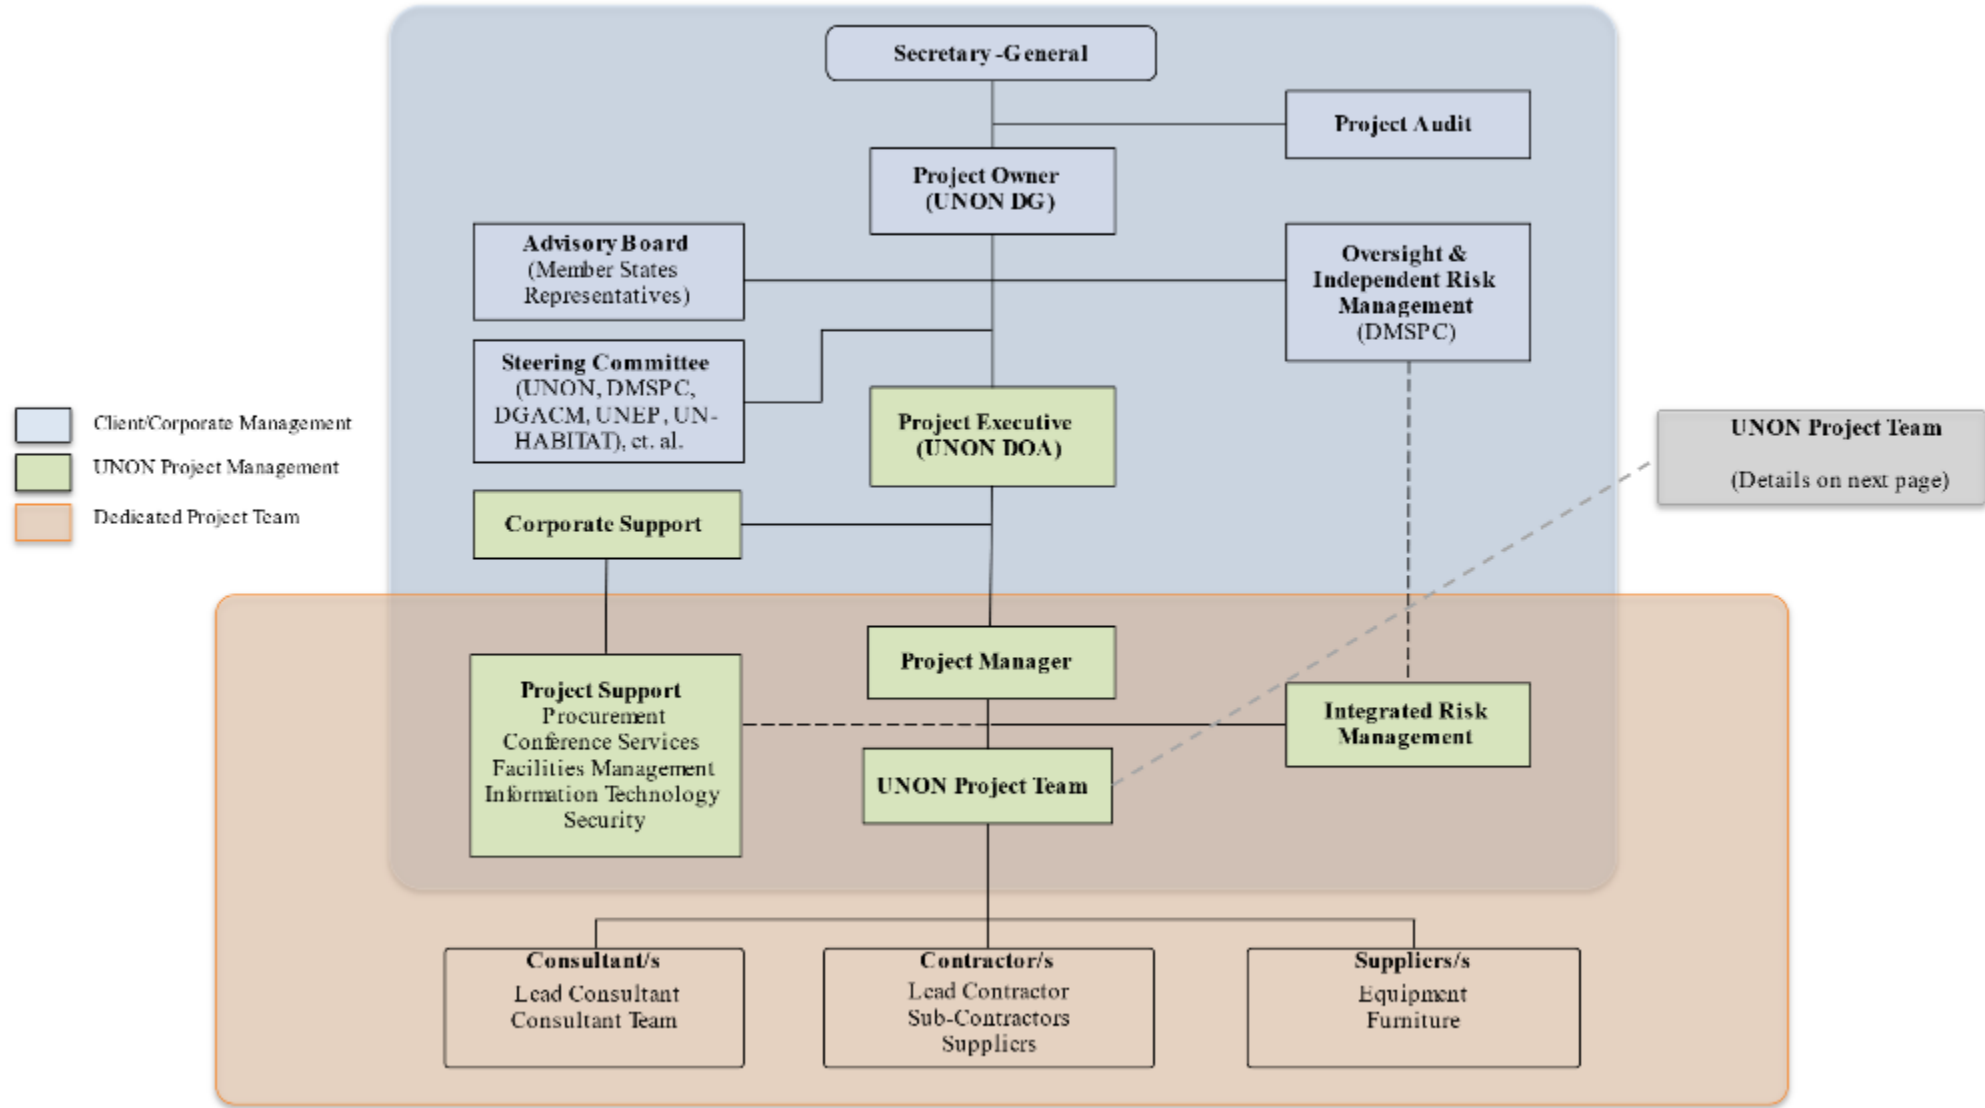 Secretary -General
Project Audit
Project Owner
(UNON DG)
Advisory Board
(Member States
Representatives)
Oversight &
Independent Risk
Management
(DMSPC)
Steering Committee
(UNON, DMSPC,
DGACM, UNEP, UN-
HABITAT), ct. al.
Project Executive
(UNON DOA)
Client/Corporate Management
UNON Project Management
Dedicated Project Team
UNON Project Team
(Details on next page)
Corporate Support
Project Manager
Project Support
Procurement
Conference Services
Facilities Management
Information Technology
Security
Integrated Risk
Management
UNON Project Team
Consultant/s
Lead Consultant
Consultant Team
Contractor/s
Lead Contractor
Sub-Contractors
Suppliers
Suppliers/s
Equipment
Furniture